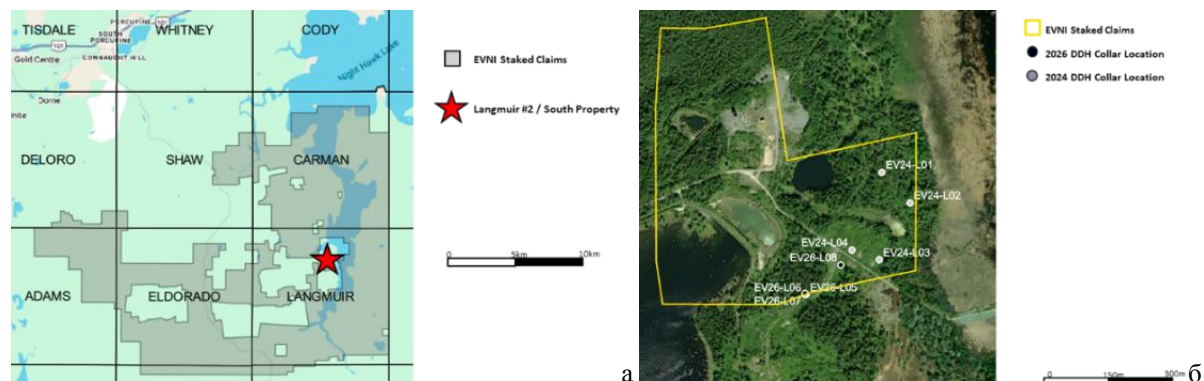 TISDALE
WHITNEY
CODY
PORCUPINE
101
SOUTH
PORCUPINE
101
CONNAUGHT HILL
Gold Centre
Night Hawk Lake
Dome
DELORO
SHAW
CARMAN
ADAMS
ELDORADO
LANGMUIR
EVNI Staked Claims
Langmuir #2 / South Property
0
5km
10km
а
EV24-L01
EV24-L02
EV24-L04
EV24-L03
EV26-L08
EV26-L06
EV26-L05
EV26-L07
EVNI Staked Claims
2026 DDH Collar Location
2024 DDH Collar Location
0
150m
300m
б